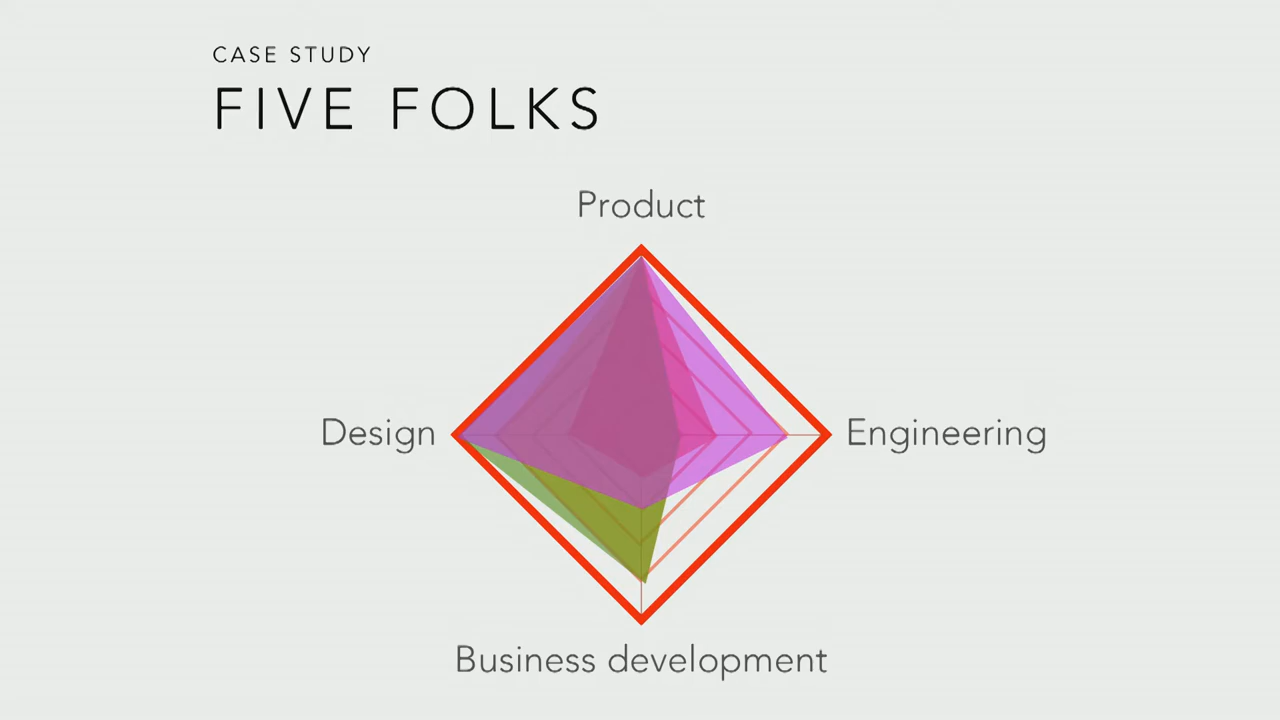 CASE STUDY
FIVE FOLKS
Product
Design
Engineering
Business development